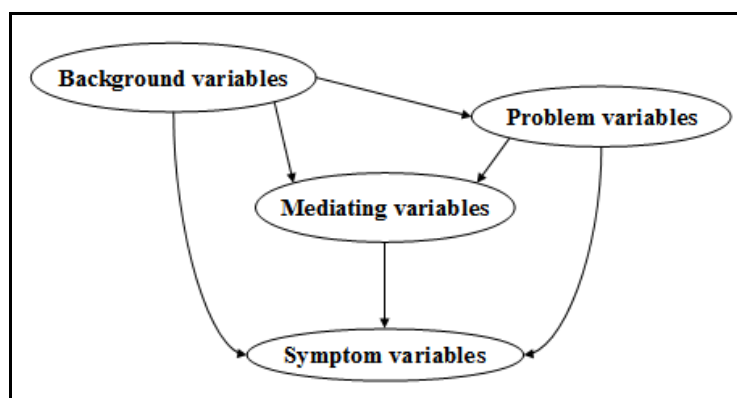 Background variables
Problem variables
Mediating variables
Symptom variables